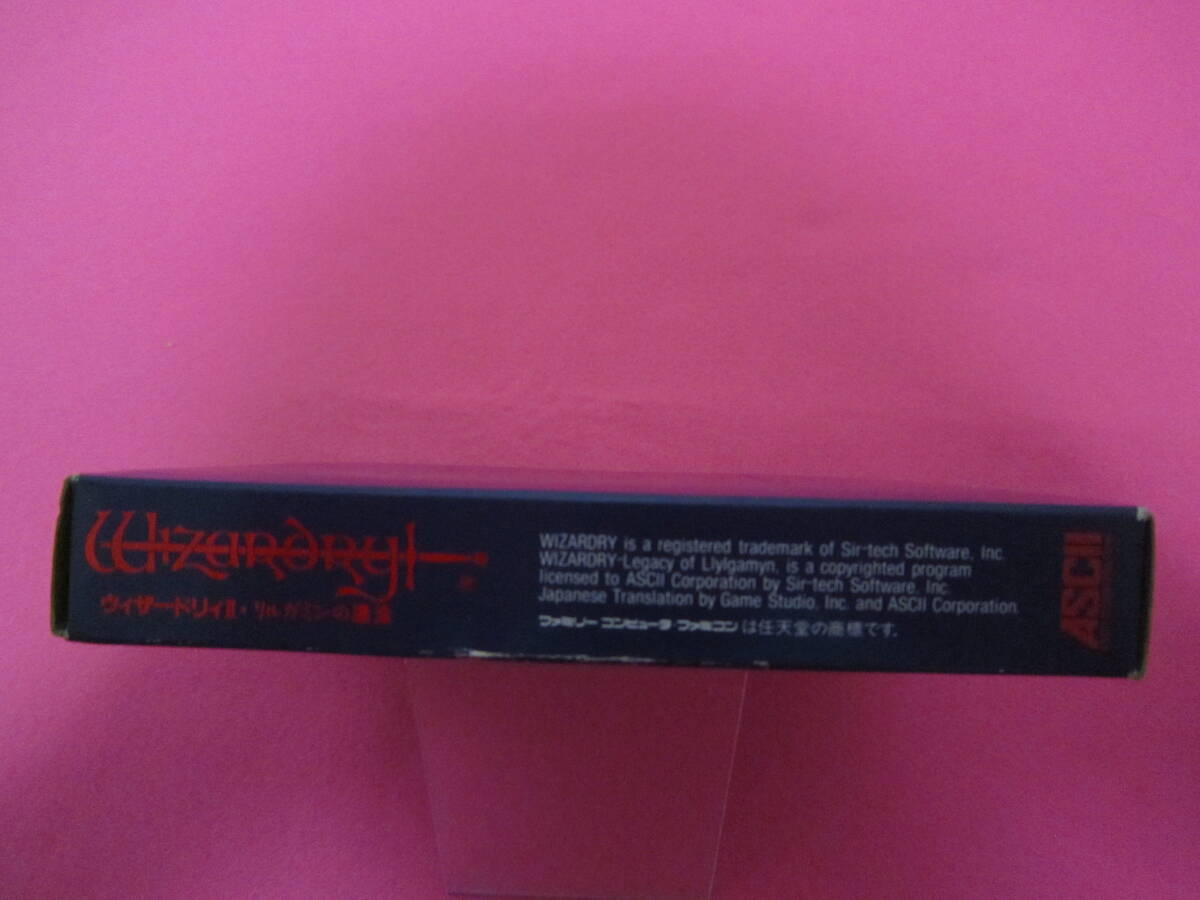 WIZARDRY
ヴィザードリィII・リルガミンの遺産
WIZARDRY is a registered trademark of Sir-tech Software, Inc.
WIZARDRY-Legacy of Llylgamyn, is a copyrighted program
licensed to ASCII Corporation by Sir-tech Software, Inc.
Japanese Translation by Game Studio, Inc. and ASCII Corporation.
ファミリーコンピュータ ファミコン は任天堂の商標です.
ASCII